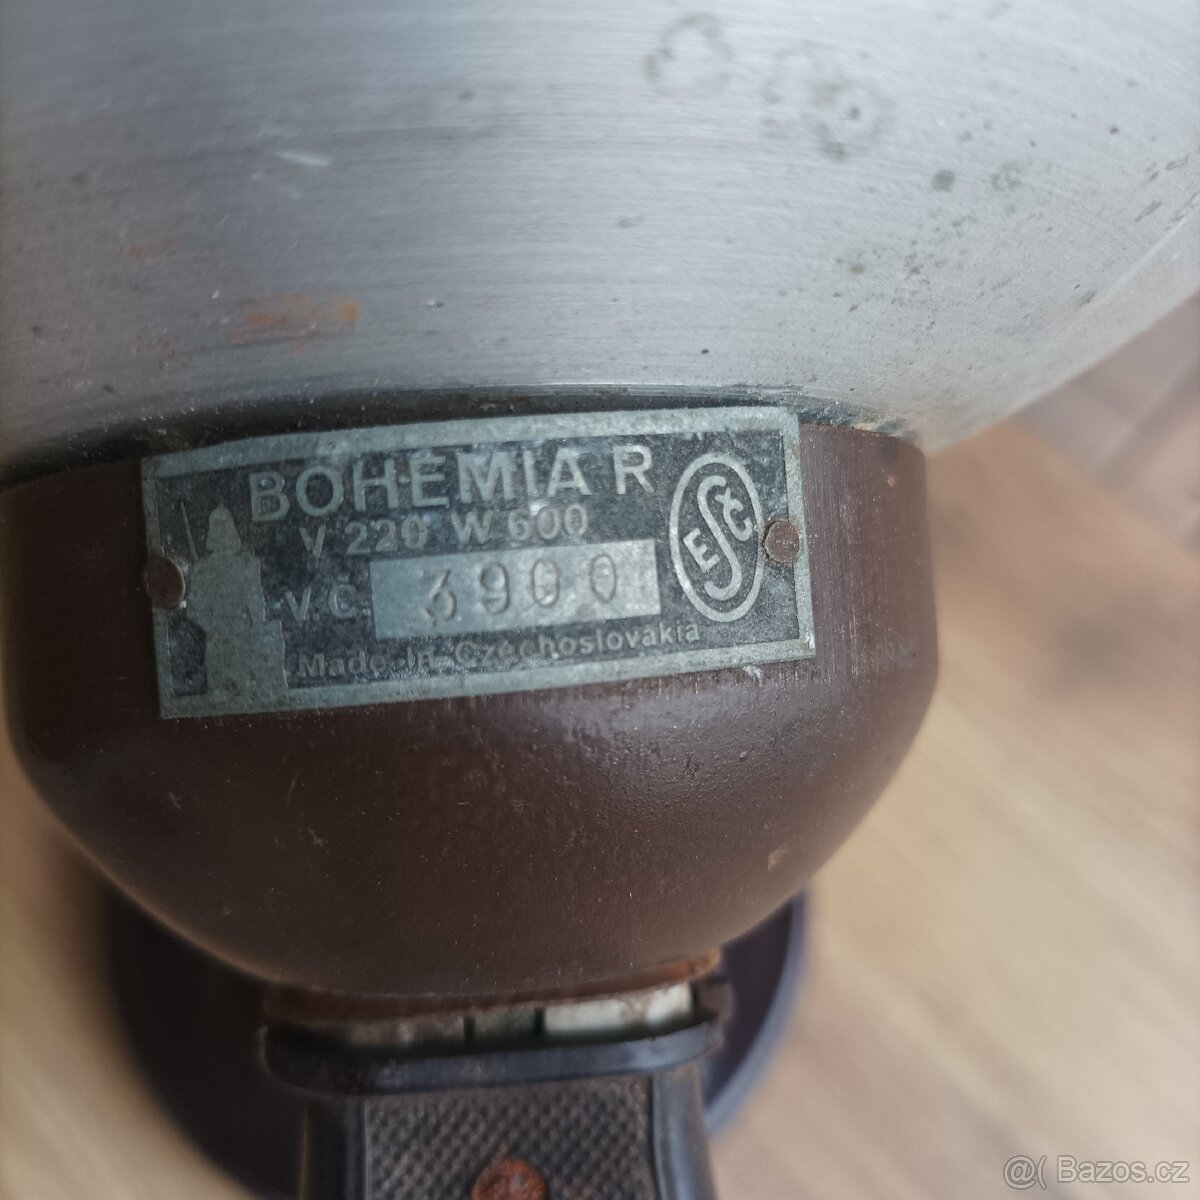 BOHEMIA R
V 220 W 600
V.Č. 3900
ESČ
Made In Czechoslovakia
@( Bazos.cz